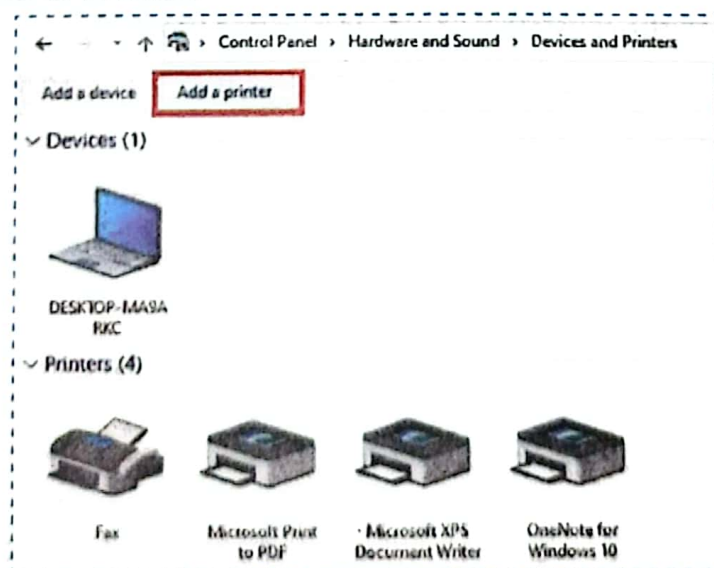 Control Panel › Hardware and Sound › Devices and Printers
Add a device Add a printer
Devices (1)
DESKTOP-MA9A
RKC
Printers (4)
Fax
Microsoft Print
to PDF
Microsoft XPS
Document Writer
OneNote for
Windows 10